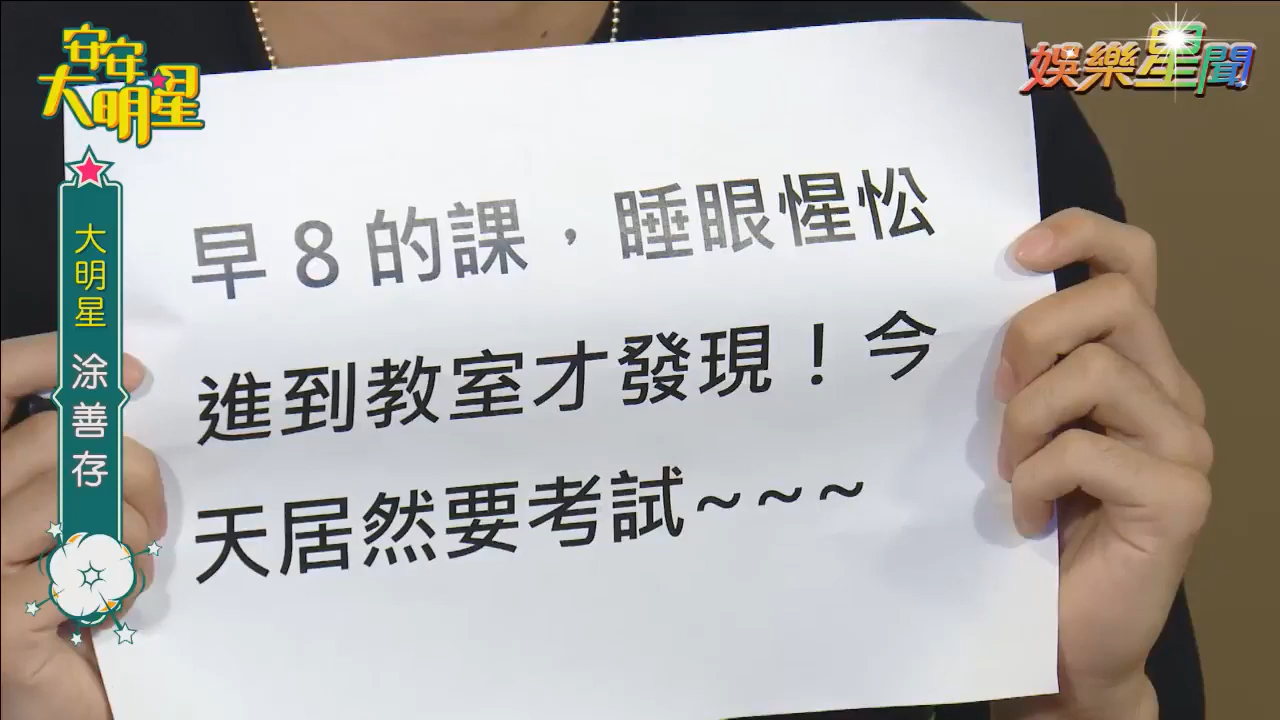 安安
大明星
娛樂星聞
大明星 涂善存
早8的課，睡眼惺忪
進到教室才發現！今
天居然要考試~~~